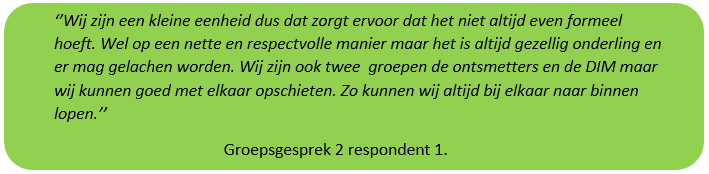 ‘’Wij zijn een kleine eenheid dus dat zorgt ervoor dat het niet altijd even formeel
hoeft. Wel op een nette en respectvolle manier maar het is altijd gezellig onderling en
er mag gelachen worden. Wij zijn ook twee  groepen de ontsmetters en de DIM maar
wij kunnen goed met elkaar opschieten. Zo kunnen wij altijd bij elkaar naar binnen
lopen.’’
Groepsgesprek 2 respondent 1.